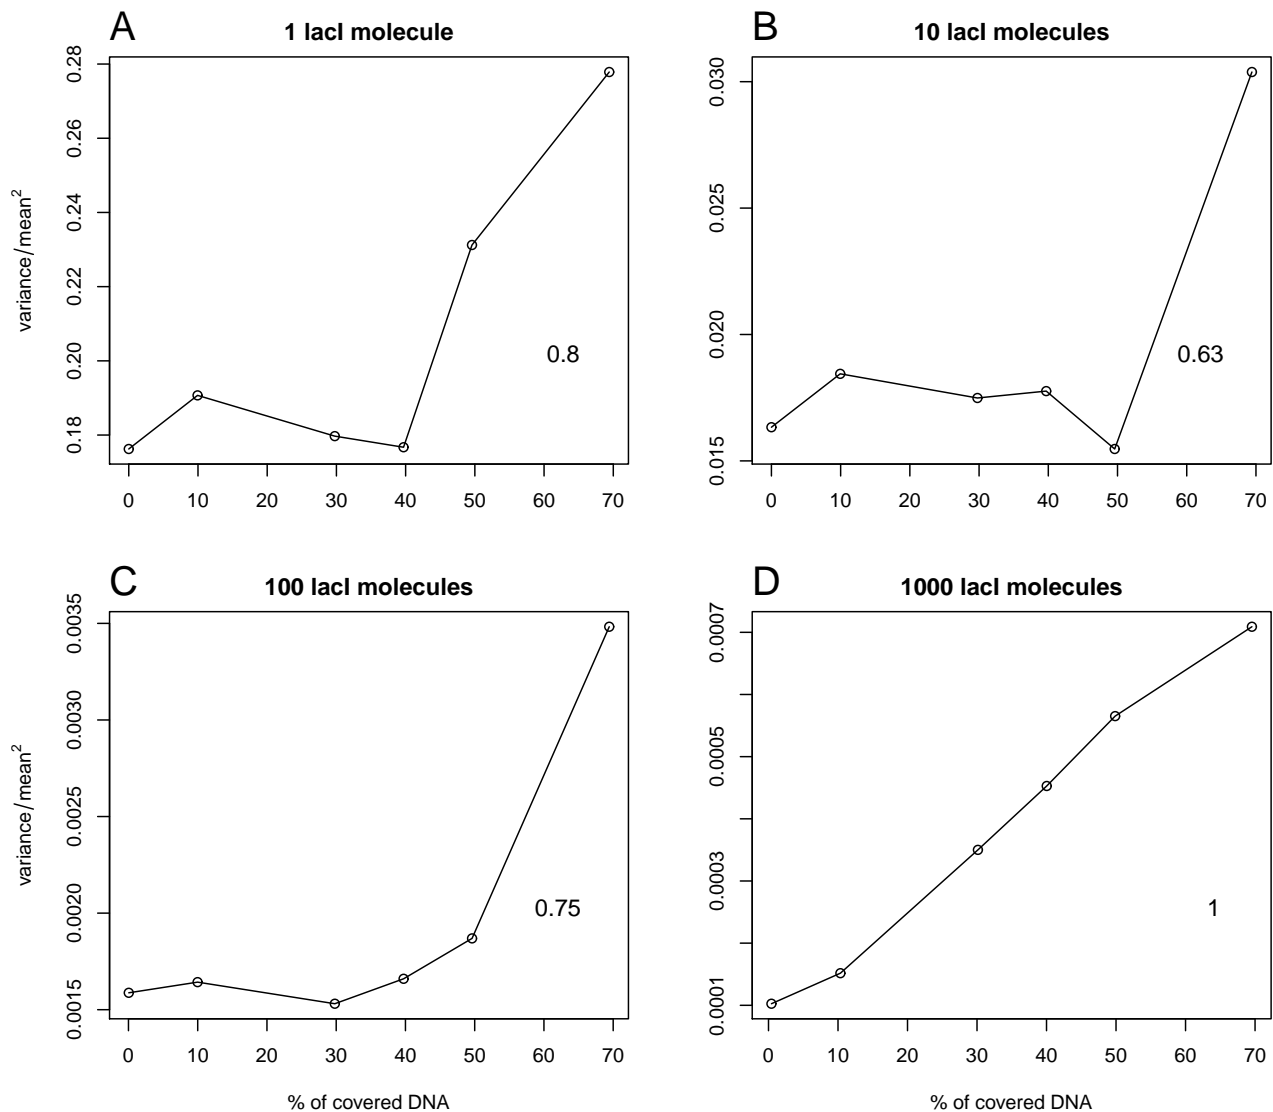 A
1 lacI molecule
variance/mean²
0.28
0.26
0.24
0.22
0.20
0.18
0.8
0 10 20 30 40 50 60 70
B
10 lacI molecules
0.030
0.025
0.020
0.015
0.63
0 10 20 30 40 50 60 70
C
100 lacI molecules
variance/mean²
0.0035
0.0030
0.0025
0.0020
0.0015
0.75
0 10 20 30 40 50 60 70
% of covered DNA
D
1000 lacI molecules
0.0007
0.0005
0.0003
0.0001
1
0 10 20 30 40 50 60 70
% of covered DNA